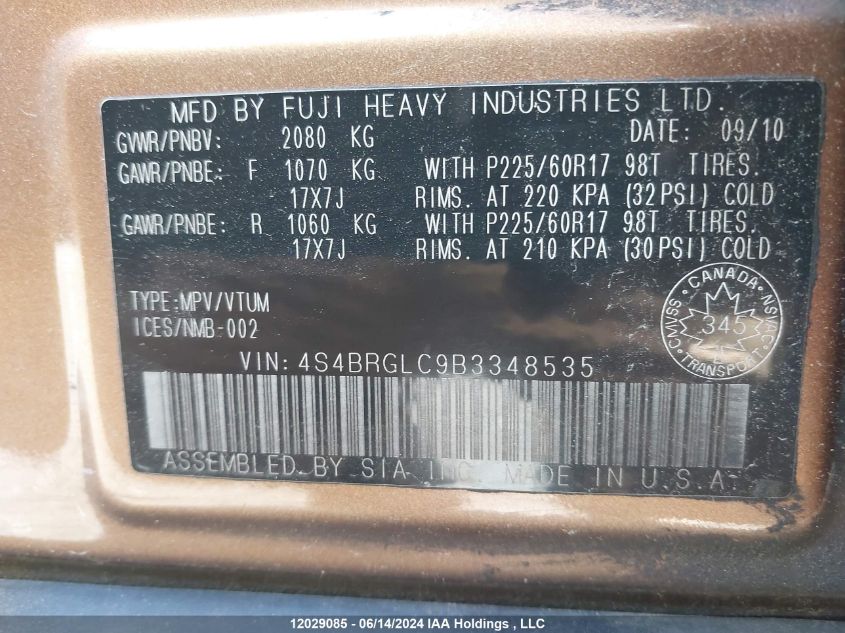 MFD BY FUJI HEAVY INDUSTRIES LTD.
GVWR/PNBV: 2080 KG DATE: 09/10
GAWR/PNBE: F 1070 KG WITH P225/60R17 98T TIRES.
17X7J RIMS. AT 220 KPA (32PSI) COLD
GAWR/PNBE: R 1060 KG WITH P225/60R17 98T TIRES.
17X7J RIMS. AT 210 KPA (30PSI) COLD
TYPE:MPV/VTUM
ICES/NMB-002
CANADA
CMVSS 345 NSVAC
TRANSPORT
VIN: 4S4BRGLC9B3348535
ASSEMBLED BY SIA INC. MADE IN U.S.A.
12029085 - 06/14/2024 IAA Holdings, LLC